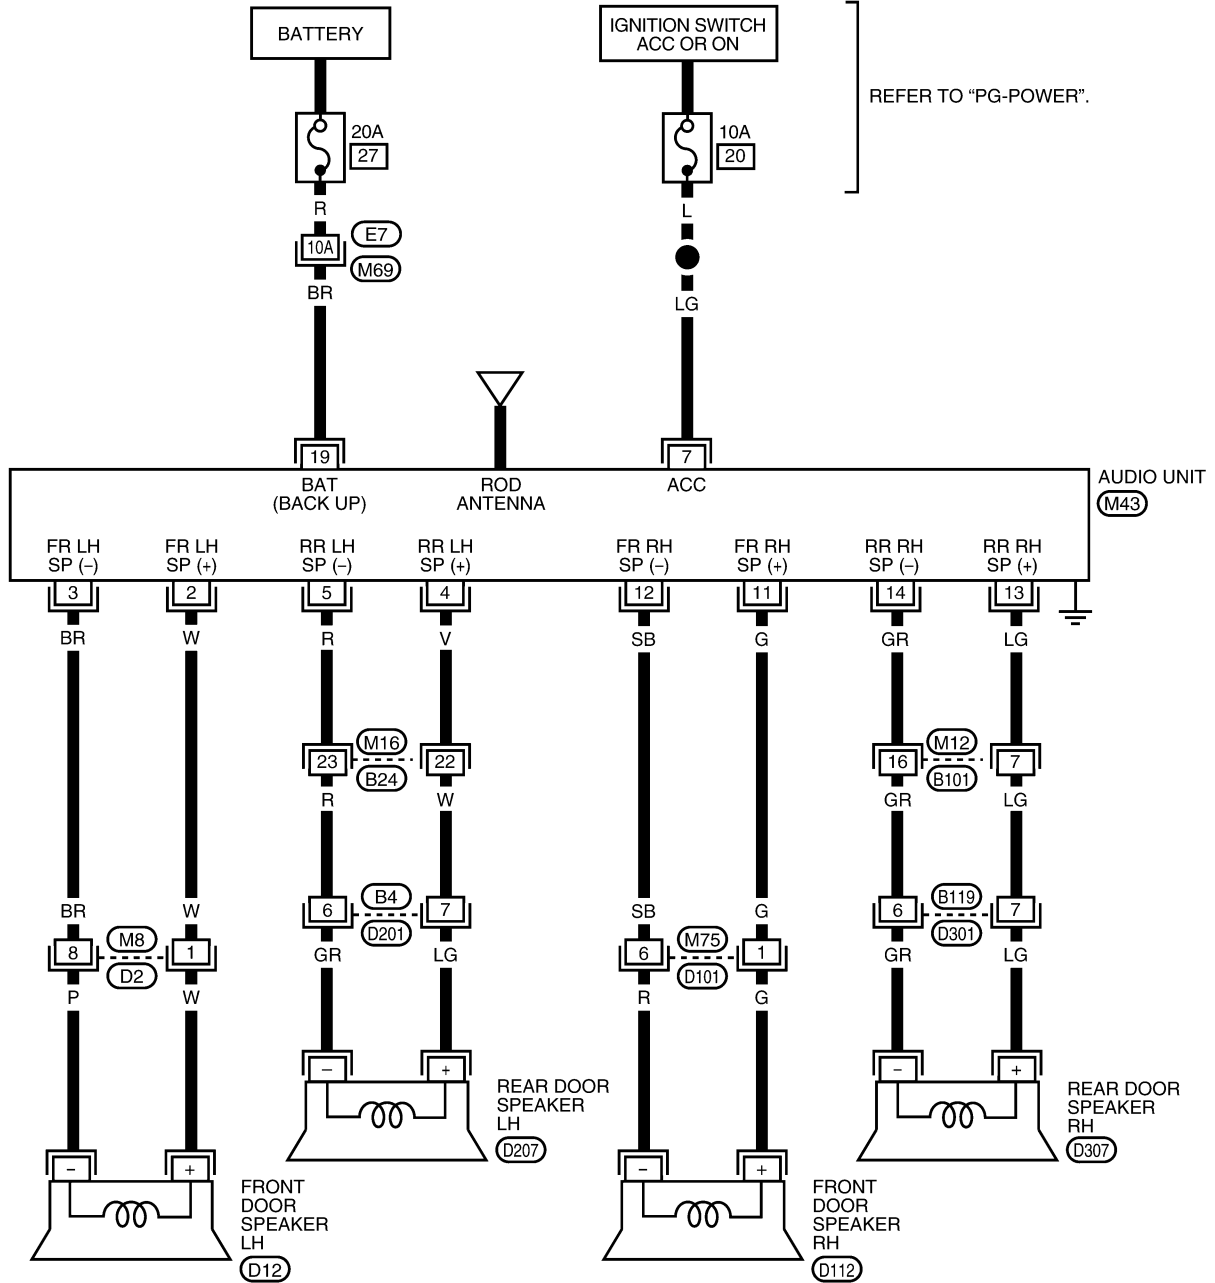 BATTERY
IGNITION SWITCH
ACC OR ON
REFER TO “PG-POWER”.
20A
27
10A
20
R
L
10A
E7
M69
BR
LG
19
7
BAT
(BACK UP)
ROD
ANTENNA
ACC
AUDIO UNIT
M43
FR LH
SP (–)
FR LH
SP (+)
RR LH
SP (–)
RR LH
SP (+)
FR RH
SP (–)
FR RH
SP (+)
RR RH
SP (–)
RR RH
SP (+)
3
2
5
4
12
11
14
13
BR
W
R
V
SB
G
GR
LG
23
M16
B24
22
16
M12
B101
7
R
W
GR
LG
BR
W
6
B4
D201
7
SB
G
6
B119
D301
7
8
M8
D2
1
GR
LG
6
M75
D101
1
GR
LG
P
W
R
G
–
+
REAR DOOR
SPEAKER
LH
D207
–
+
REAR DOOR
SPEAKER
RH
D307
–
+
FRONT
DOOR
SPEAKER
LH
D12
–
+
FRONT
DOOR
SPEAKER
RH
D112